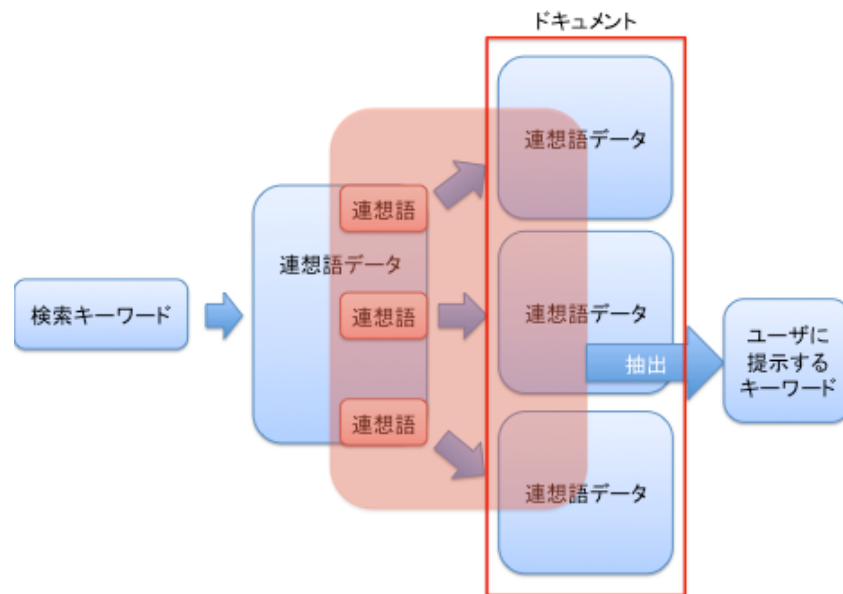 ドキュメント
連想語データ
連想語
連想語データ
検索キーワード
連想語
連想語データ
抽出
ユーザに
提示する
キーワード
連想語
連想語データ